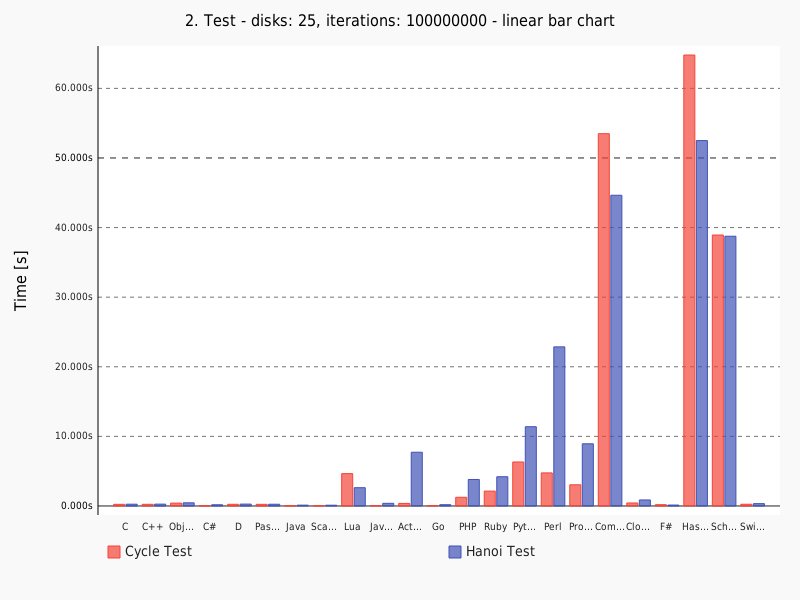 2. Test - disks: 25, iterations: 100000000 - linear bar chart
Time [s]
60.000s
50.000s
40.000s
30.000s
20.000s
10.000s
0.000s
C C++ Obj... C# D Pas... Java Sca... Lua Jav... Act... Go PHP Ruby Pyt... Perl Pro... Com... Clo... F# Has... Sch... Swi...
Cycle Test Hanoi Test